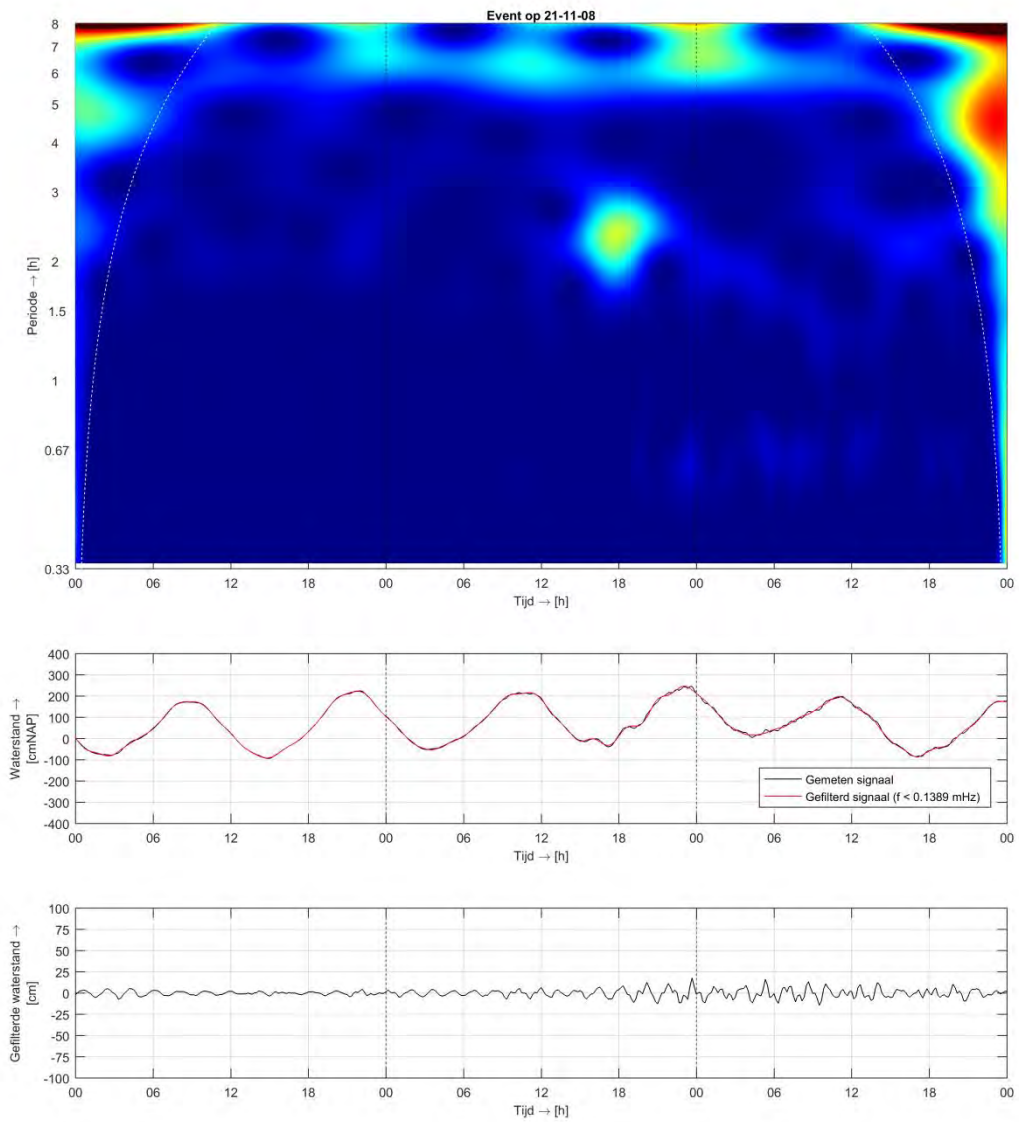 Event op 21-11-08
Periode → [h]
8
7
6
5
4
3
2
1.5
1
0.67
0.33
00 06 12 18 00 06 12 18 00 06 12 18 00
Tijd → [h]
Waterstand →
[cmNAP]
400
300
200
100
0
-100
-200
-300
-400
Gemeten signaal
Gefilterd signaal (f < 0.1389 mHz)
00 06 12 18 00 06 12 18 00 06 12 18 00
Tijd → [h]
Gefilterde waterstand →
[cm]
100
75
50
25
0
-25
-50
-75
-100
00 06 12 18 00 06 12 18 00 06 12 18 00
Tijd → [h]